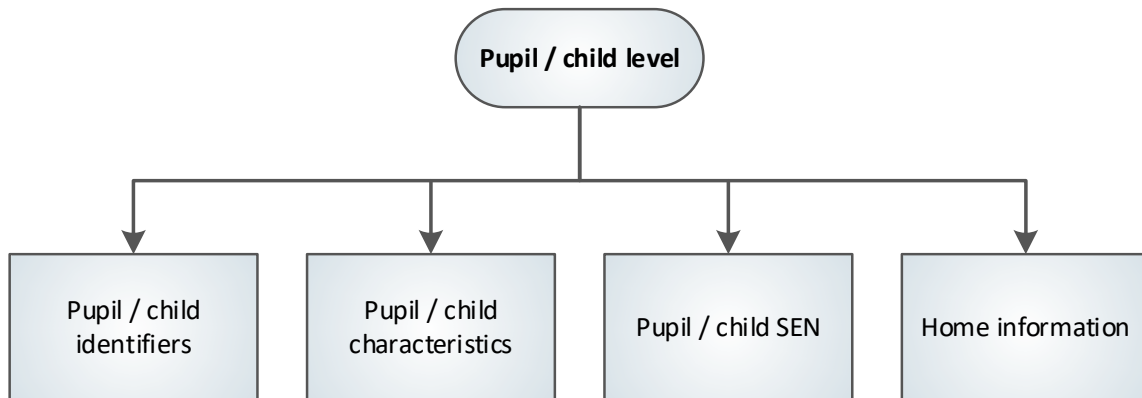 Pupil / child level
Pupil / child
identifiers
Pupil / child
characteristics
Pupil / child SEN
Home information